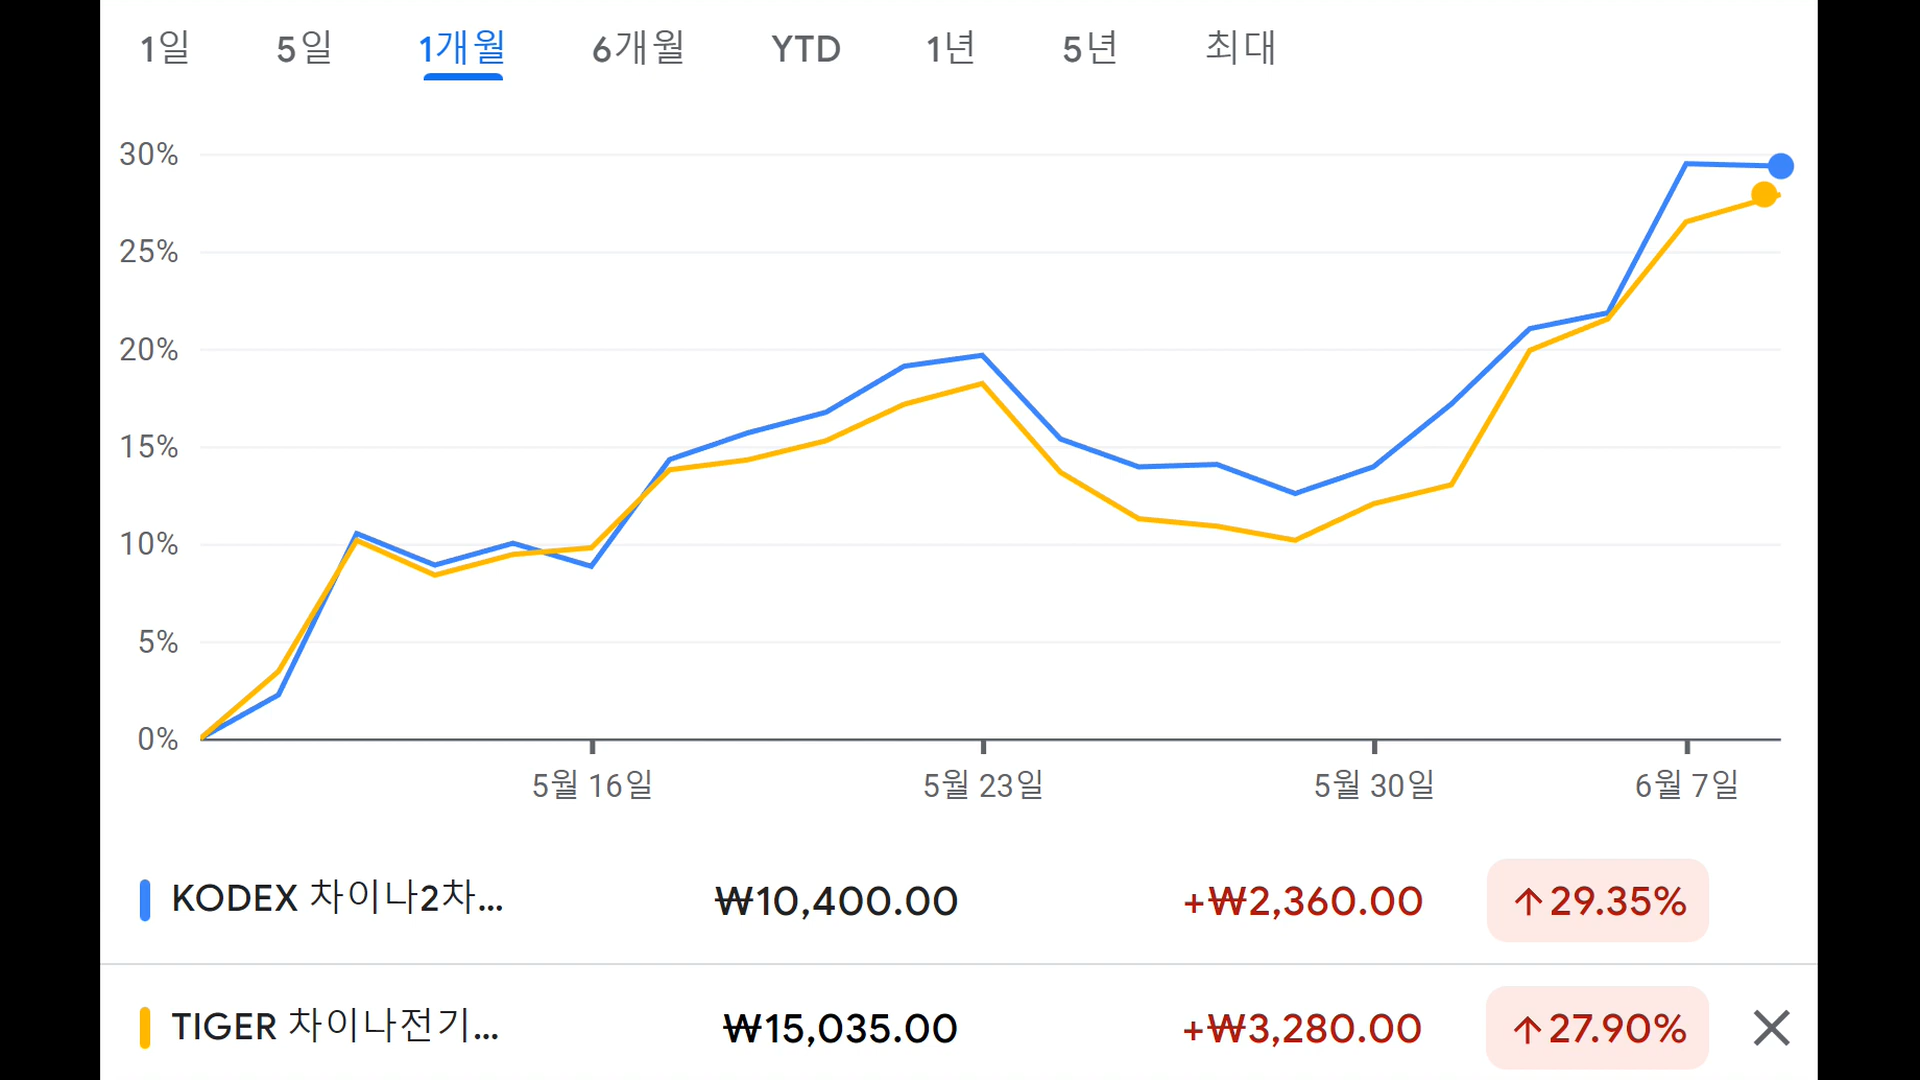 1일 5일 1개월 6개월 YTD 1년 5년 최대
30%
25%
20%
15%
10%
5%
0%
5월 16일 5월 23일 5월 30일 6월 7일
KODEX 차이나2차... ₩10,400.00 +₩2,360.00 ↑29.35%
TIGER 차이나전기... ₩15,035.00 +₩3,280.00 ↑27.90%